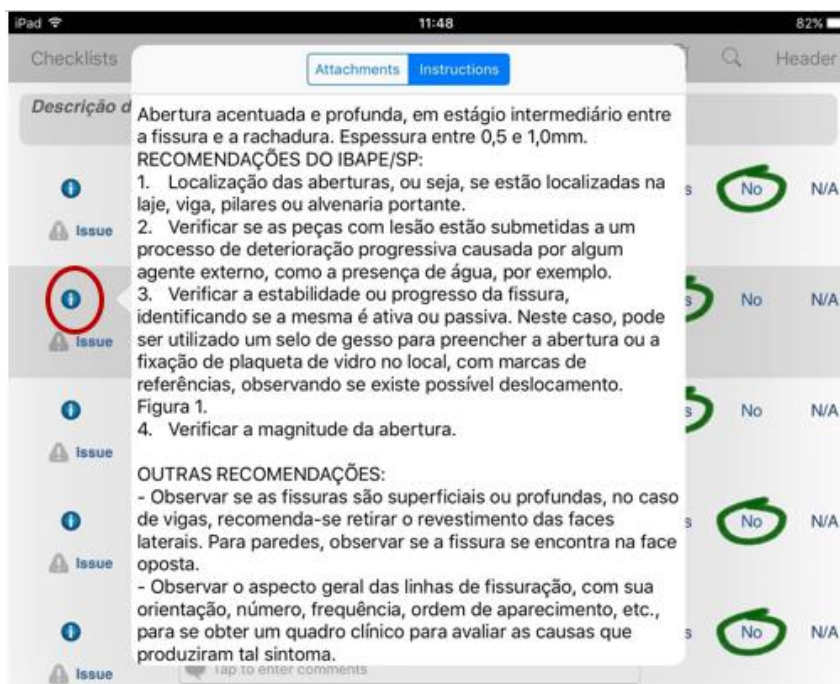 iPad 11:48 82%
Checklists Header
Attachments Instructions
Descrição d
Abertura acentuada e profunda, em estágio intermediário entre
a fissura e a rachadura. Espessura entre 0,5 e 1,0mm.
RECOMENDAÇÕES DO IBAPE/SP:
1. Localização das aberturas, ou seja, se estão localizadas na
laje, viga, pilares ou alvenaria portante.
2. Verificar se as peças com lesão estão submetidas a um
processo de deterioração progressiva causada por algum
agente externo, como a presença de água, por exemplo.
3. Verificar a estabilidade ou progresso da fissura,
identificando se a mesma é ativa ou passiva. Neste caso, pode
ser utilizado um selo de gesso para preencher a abertura ou a
fixação de plaqueta de vidro no local, com marcas de
referências, observando se existe possível deslocamento.
Figura 1.
4. Verificar a magnitude da abertura.
OUTRAS RECOMENDAÇÕES:
- Observar se as fissuras são superficiais ou profundas, no caso
de vigas, recomenda-se retirar o revestimento das faces
laterais. Para paredes, observar se a fissura se encontra na face
oposta.
- Observar o aspecto geral das linhas de fissuração, com sua
orientação, número, frequência, ordem de aparecimento, etc.,
para se obter um quadro clínico para avaliar as causas que
produziram tal sintoma.
Tap to enter comments
s No N/A
Issue
s No N/A
Issue
s No N/A
Issue
s No N/A
Issue
s No N/A
Issue